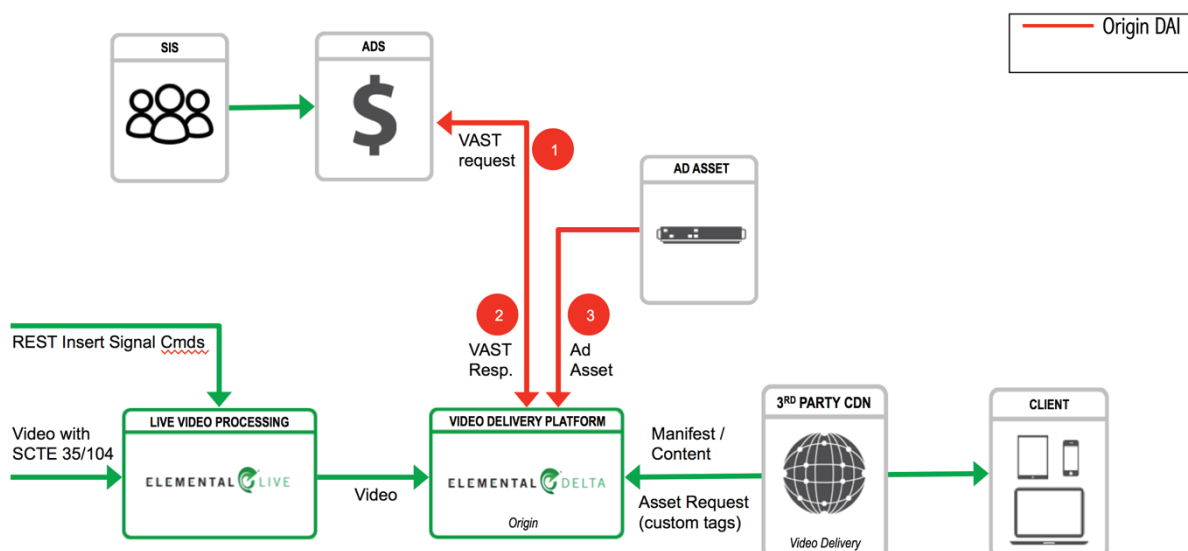 Origin DAI
SIS
ADS
$
VAST
request
1
AD ASSET
2
VAST
Resp.
3
Ad
Asset
REST Insert Signal Cmds
Video with
SCTE 35/104
LIVE VIDEO PROCESSING
ELEMENTAL LIVE
Video
VIDEO DELIVERY PLATFORM
ELEMENTAL DELTA
Origin
Manifest /
Content
Asset Request
(custom tags)
3RD PARTY CDN
Video Delivery
CLIENT